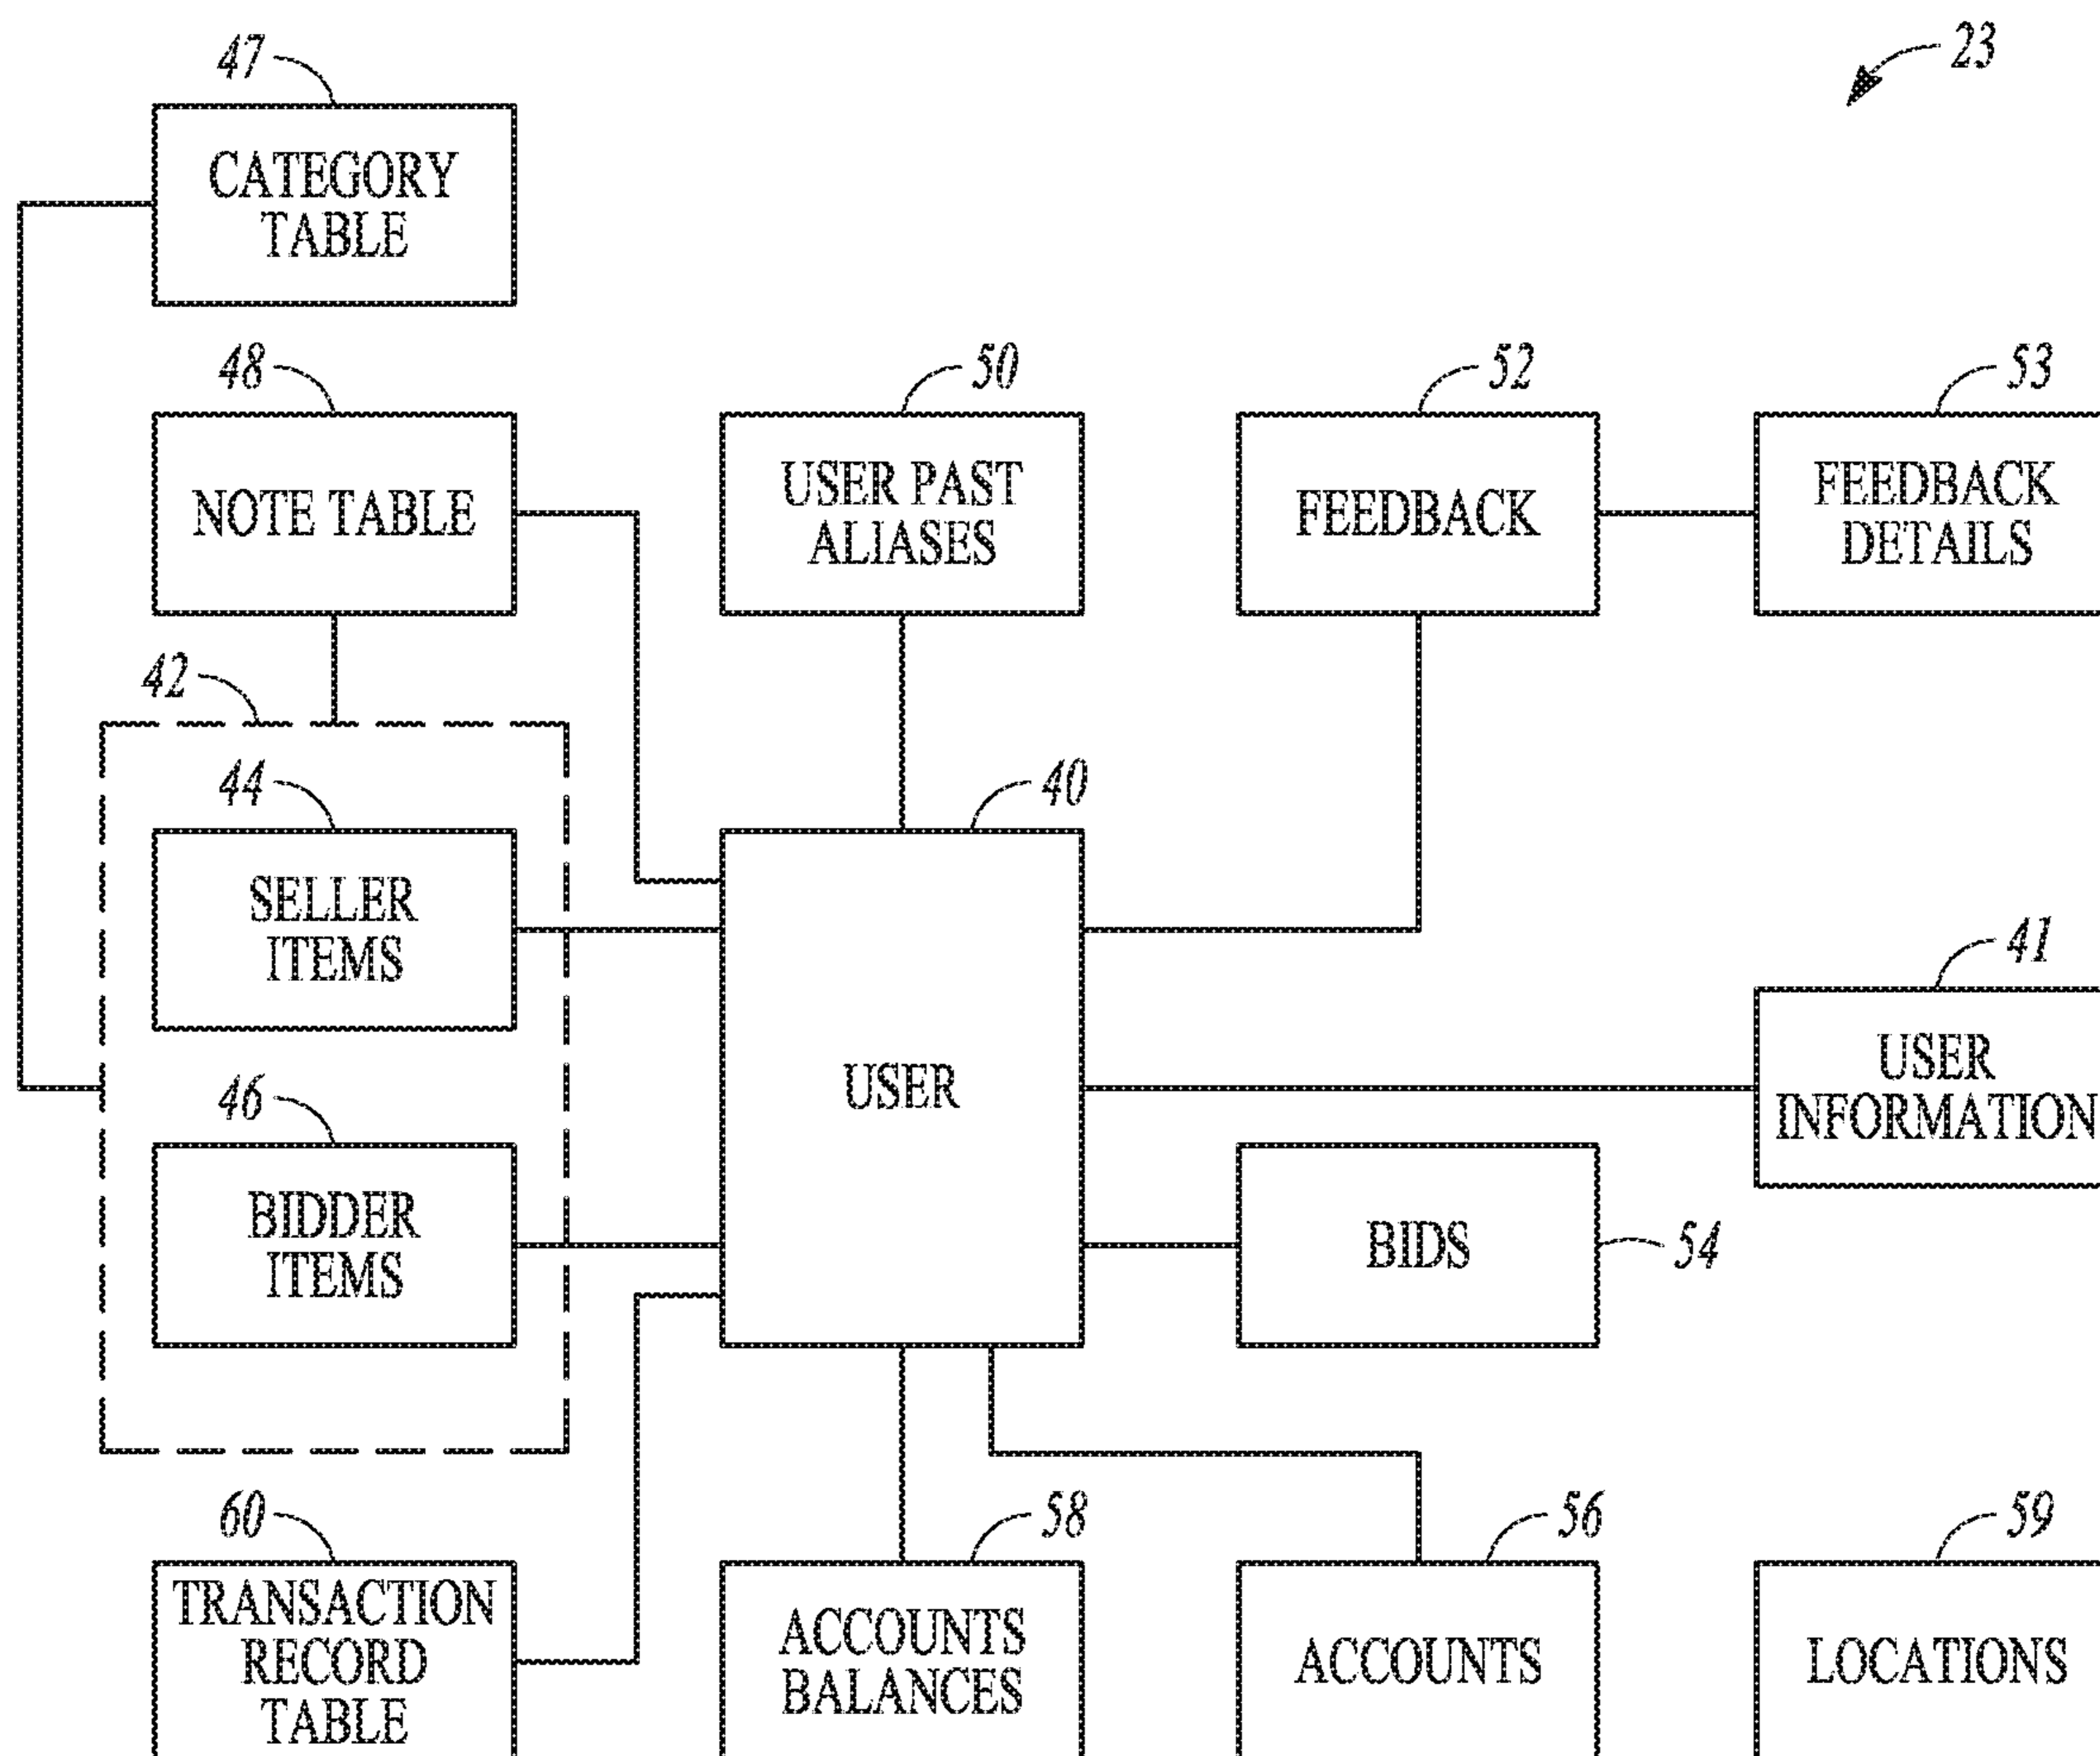 47
23
CATEGORY
TABLE
48
50
52
53
NOTE TABLE
USER PAST
ALIASES
FEEDBACK
FEEDBACK
DETAILS
42
44
40
SELLER
ITEMS
41
USER
USER
INFORMATION
46
BIDDER
ITEMS
BIDS
54
60
58
56
59
TRANSACTION
RECORD
TABLE
ACCOUNTS
BALANCES
ACCOUNTS
LOCATIONS